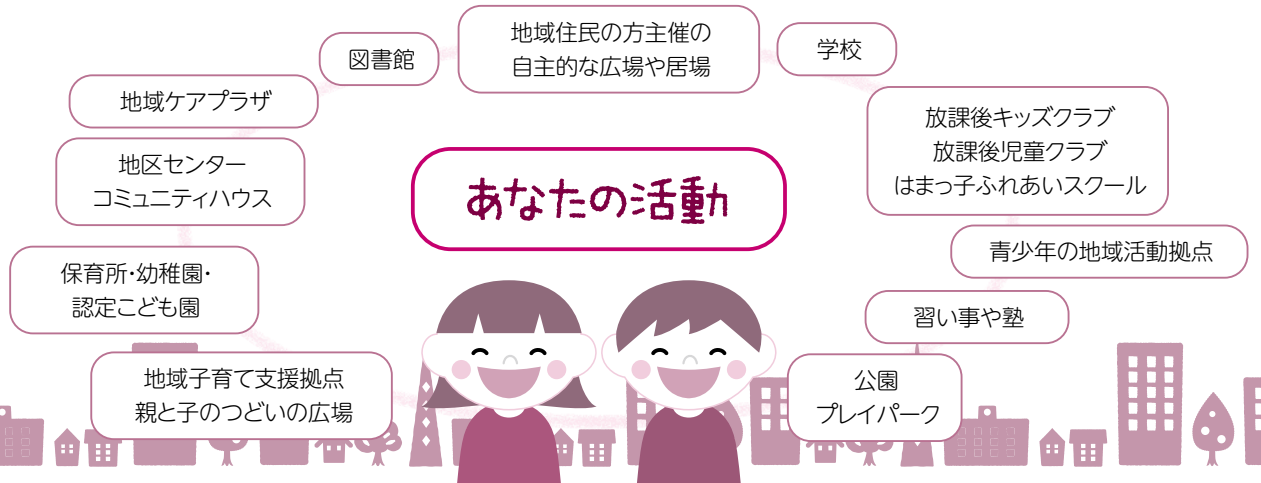 地域住民の方主催の
自主的な広場や居場
図書館
学校
地域ケアプラザ
地区センター
コミュニティハウス
保育所・幼稚園・
認定こども園
地域子育て支援拠点
親と子のつどいの広場
あなたの活動
放課後キッズクラブ
放課後児童クラブ
はまっ子ふれあいスクール
青少年の地域活動拠点
習い事や塾
公園
プレイパーク